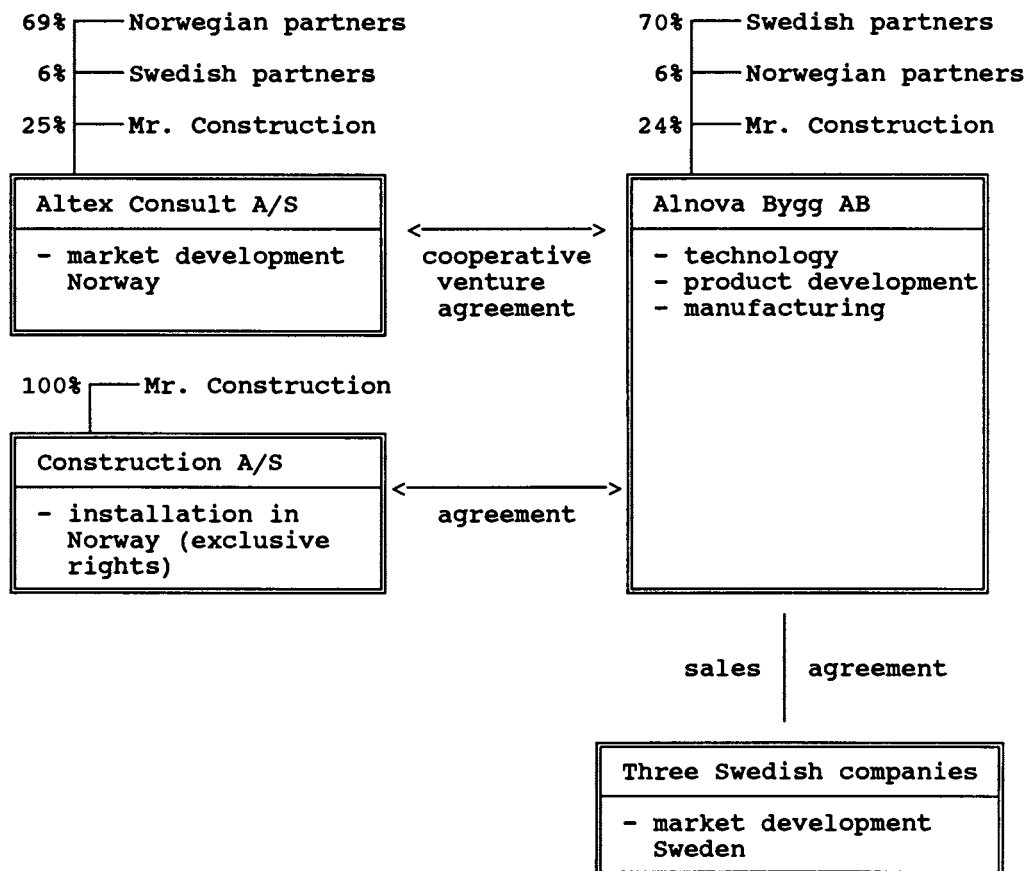 69% Norwegian partners
6% Swedish partners
25% Mr. Construction
Altex Consult A/S
- market development
Norway
100% Mr. Construction
Construction A/S
- installation in
Norway (exclusive
rights)
<────>
cooperative
venture
agreement
<────>
agreement
70% Swedish partners
6% Norwegian partners
24% Mr. Construction
Alnova Bygg AB
- technology
- product development
- manufacturing
sales agreement
Three Swedish companies
- market development
Sweden